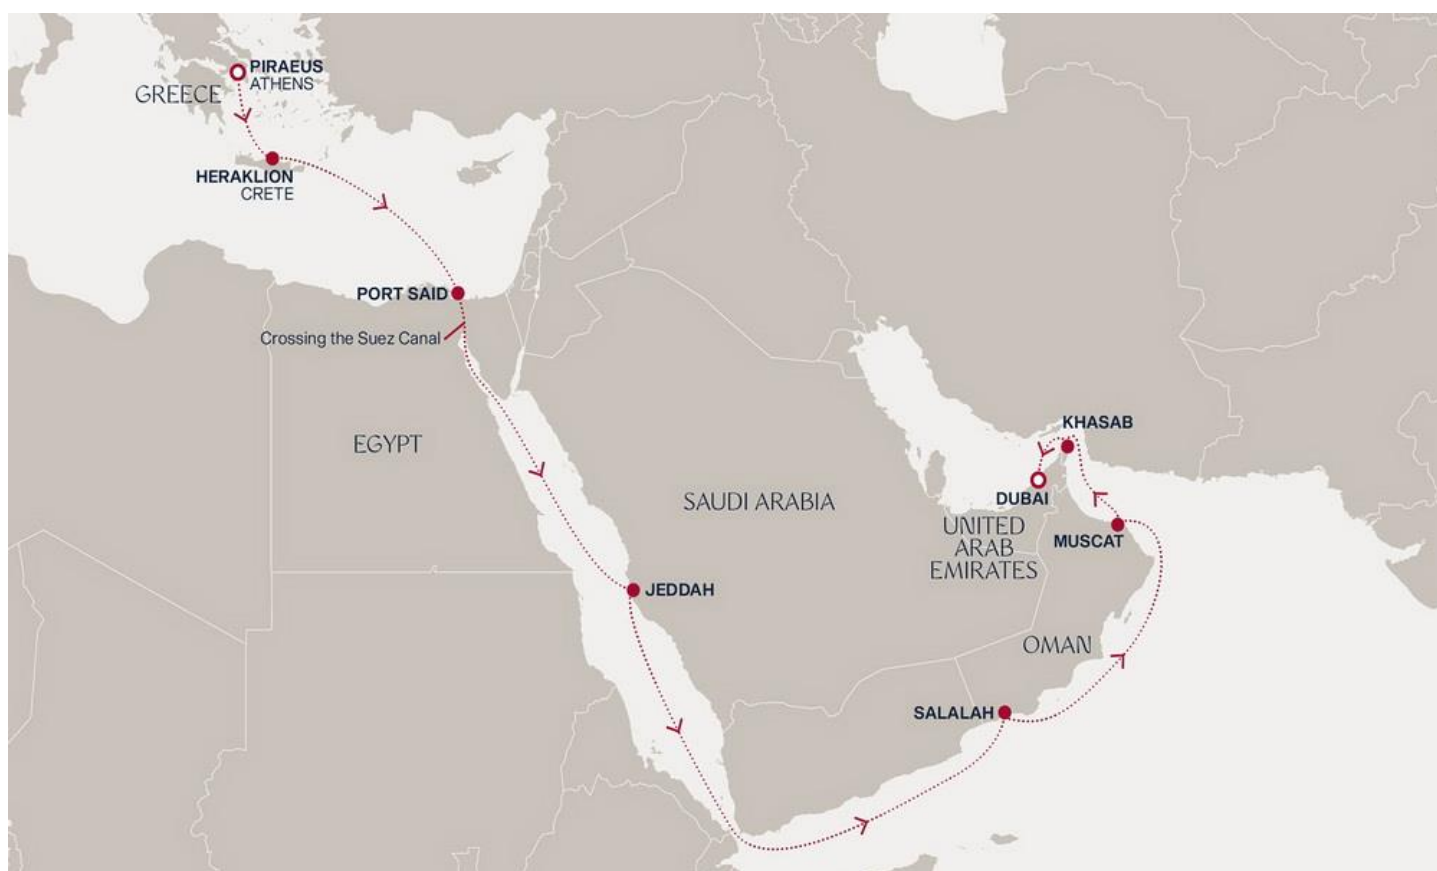 PIRAEUS
ATHENS
GREECE
HERAKLION
CRETE
PORT SAID
Crossing the Suez Canal
EGYPT
SAUDI ARABIA
KHASAB
DUBAI
UNITED
ARAB
EMIRATES
MUSCAT
JEDDAH
OMAN
SALALAH